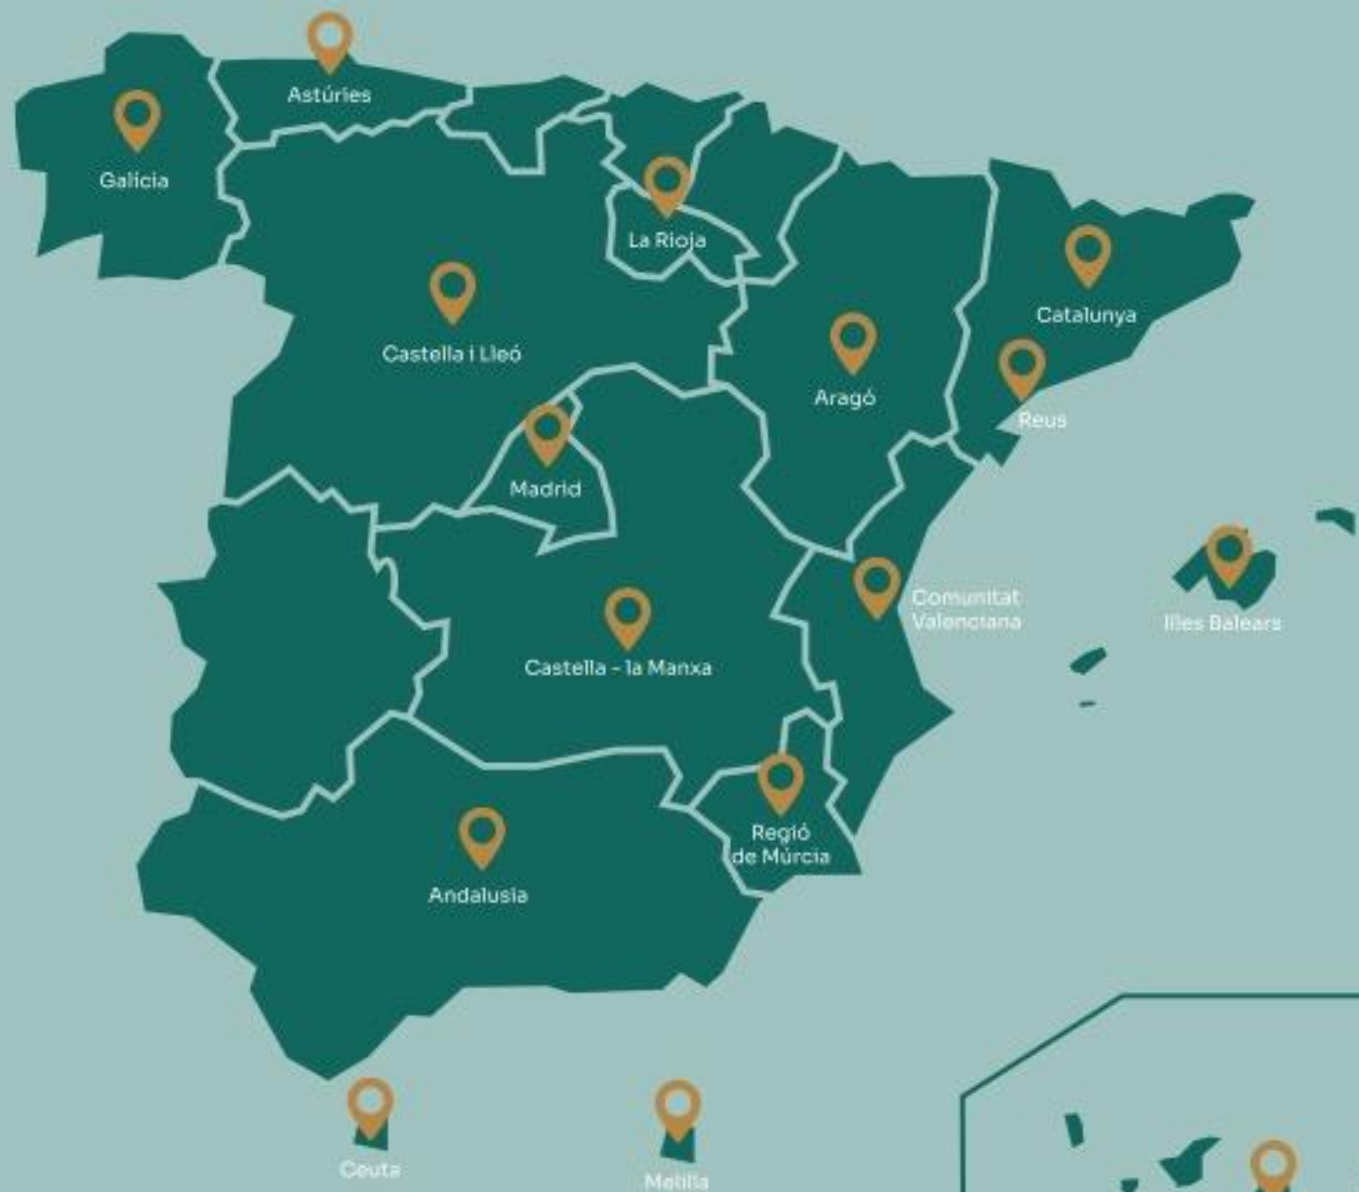 Astúries
Galícia
La Rioja
Catalunya
Castella i Lleó
Aragó
Reus
Madrid
Comunitat
Valenciana
Illes Balears
Castella - la Manxa
Regió
de Múrcia
Andalusia
Ceuta
Melilla